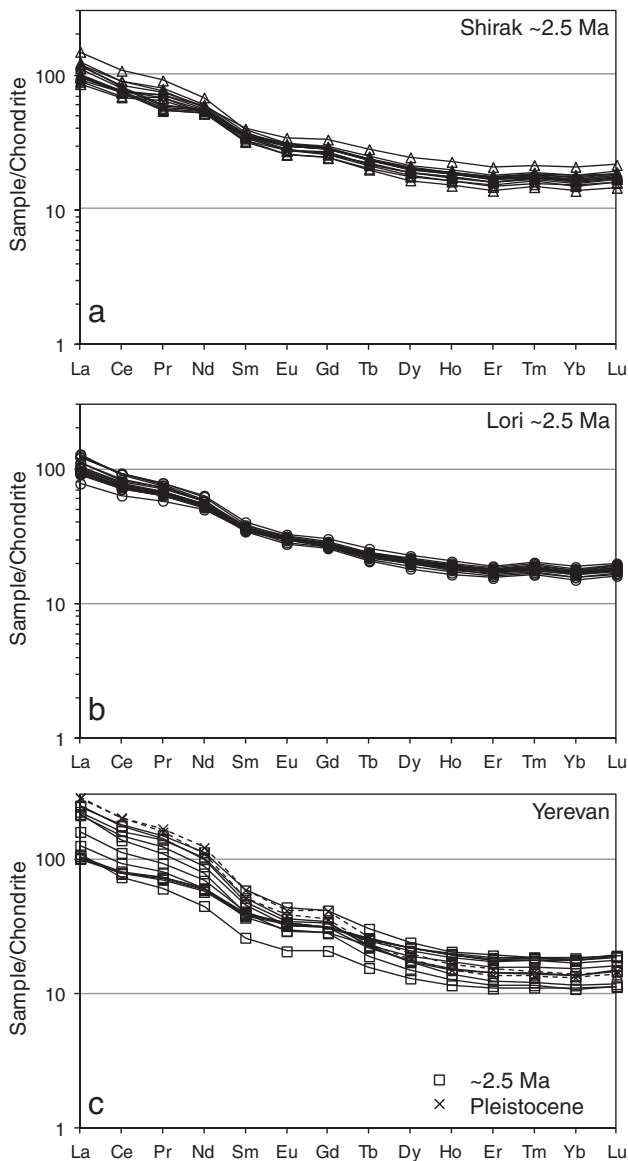 Shirak ~2.5 Ma
Sample/Chondrite
100
10
1
a
La Ce Pr Nd Sm Eu Gd Tb Dy Ho Er Tm Yb Lu
Lori ~2.5 Ma
Sample/Chondrite
100
10
1
b
La Ce Pr Nd Sm Eu Gd Tb Dy Ho Er Tm Yb Lu
Yerevan
Sample/Chondrite
100
10
1
~2.5 Ma
Pleistocene
c
La Ce Pr Nd Sm Eu Gd Tb Dy Ho Er Tm Yb Lu